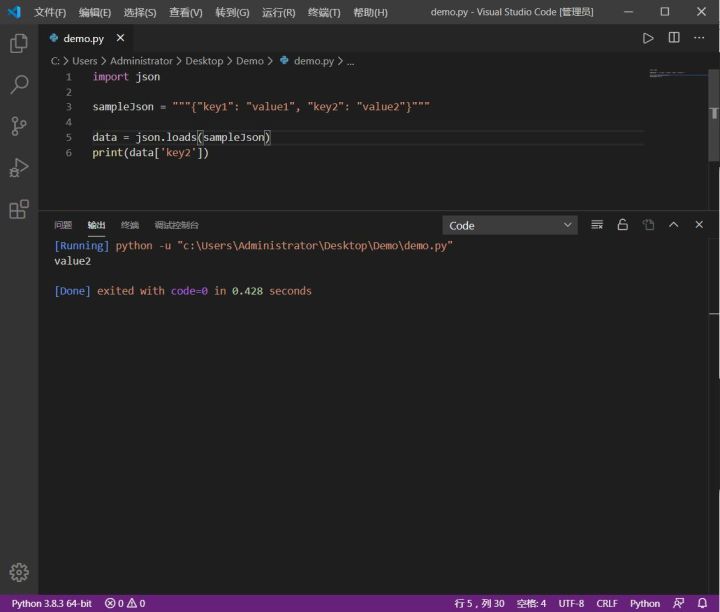 文件(F) 编辑(E) 选择(S) 查看(V) 转到(G) 运行(R) 终端(T) 帮助(H) demo.py - Visual Studio Code [管理员]
demo.py
C: > Users > Administrator > Desktop > Demo > demo.py > ...
1 import json
2
3 sampleJson = """{"key1": "value1", "key2": "value2"}"""
4
5 data = json.loads(sampleJson)
6 print(data['key2'])
问题 输出 终端 调试控制台 Code
[Running] python -u "c:\Users\Administrator\Desktop\Demo\demo.py"
value2
[Done] exited with code=0 in 0.428 seconds
Python 3.8.3 64-bit 0 0 行 5，列 30 空格: 4 UTF-8 CRLF Python